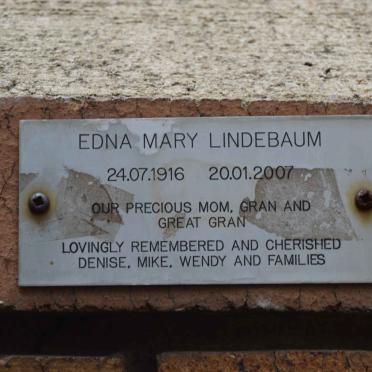 EDNA MARY LINDEBAUM
24.07.1916 20.01.2007
OUR PRECIOUS MOM, GRAN AND
GREAT GRAN
LOVINGLY REMEMBERED AND CHERISHED
DENISE, MIKE, WENDY AND FAMILIES